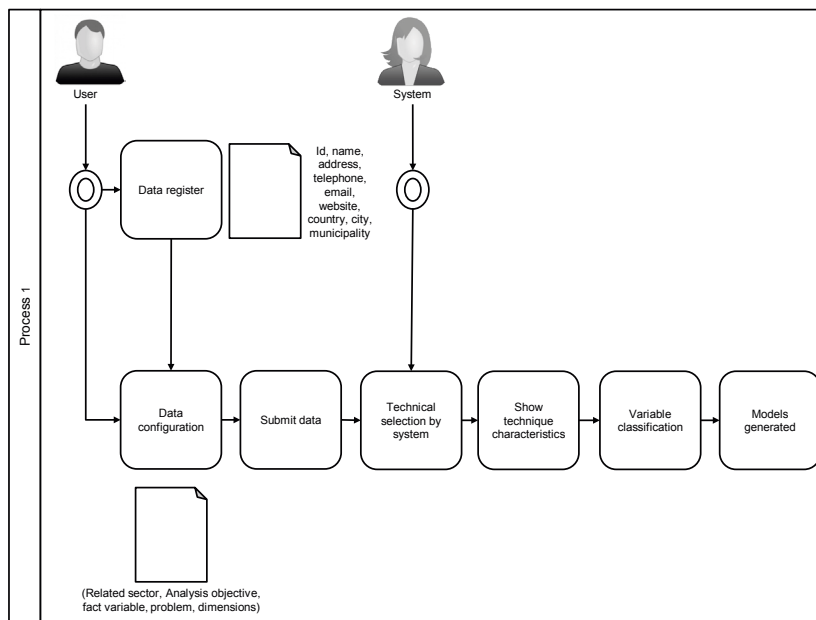 User
System
Data register
Id, name,
address,
telephone,
email,
website,
country, city,
municipality
Process 1
Data
configuration
Submit data
Technical
selection by
system
Show
technique
characteristics
Variable
classification
Models
generated
(Related sector, Analysis objective,
fact variable, problem, dimensions)